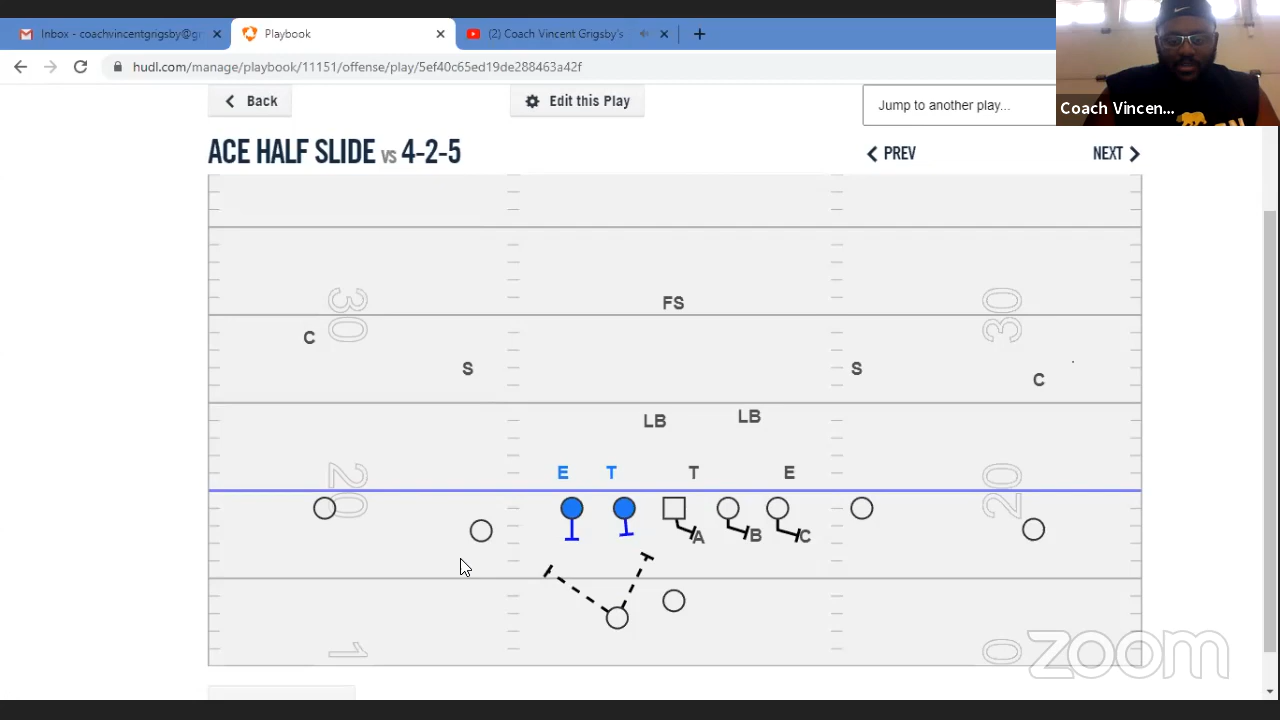 Inbox - coachvincentgrigsby@g
Playbook
(2) Coach Vincent Grigsby's
hudl.com/manage/playbook/11151/offense/play/5ef40c65ed19de288463a42f
Coach Vincen...
Back
Edit this Play
Jump to another play...
ACE HALF SLIDE VS 4-2-5
PREV
NEXT
FS
30
30
C
S
S
C
LB
LB
E
T
T
E
20
20
A
B
C
1
0
zoom